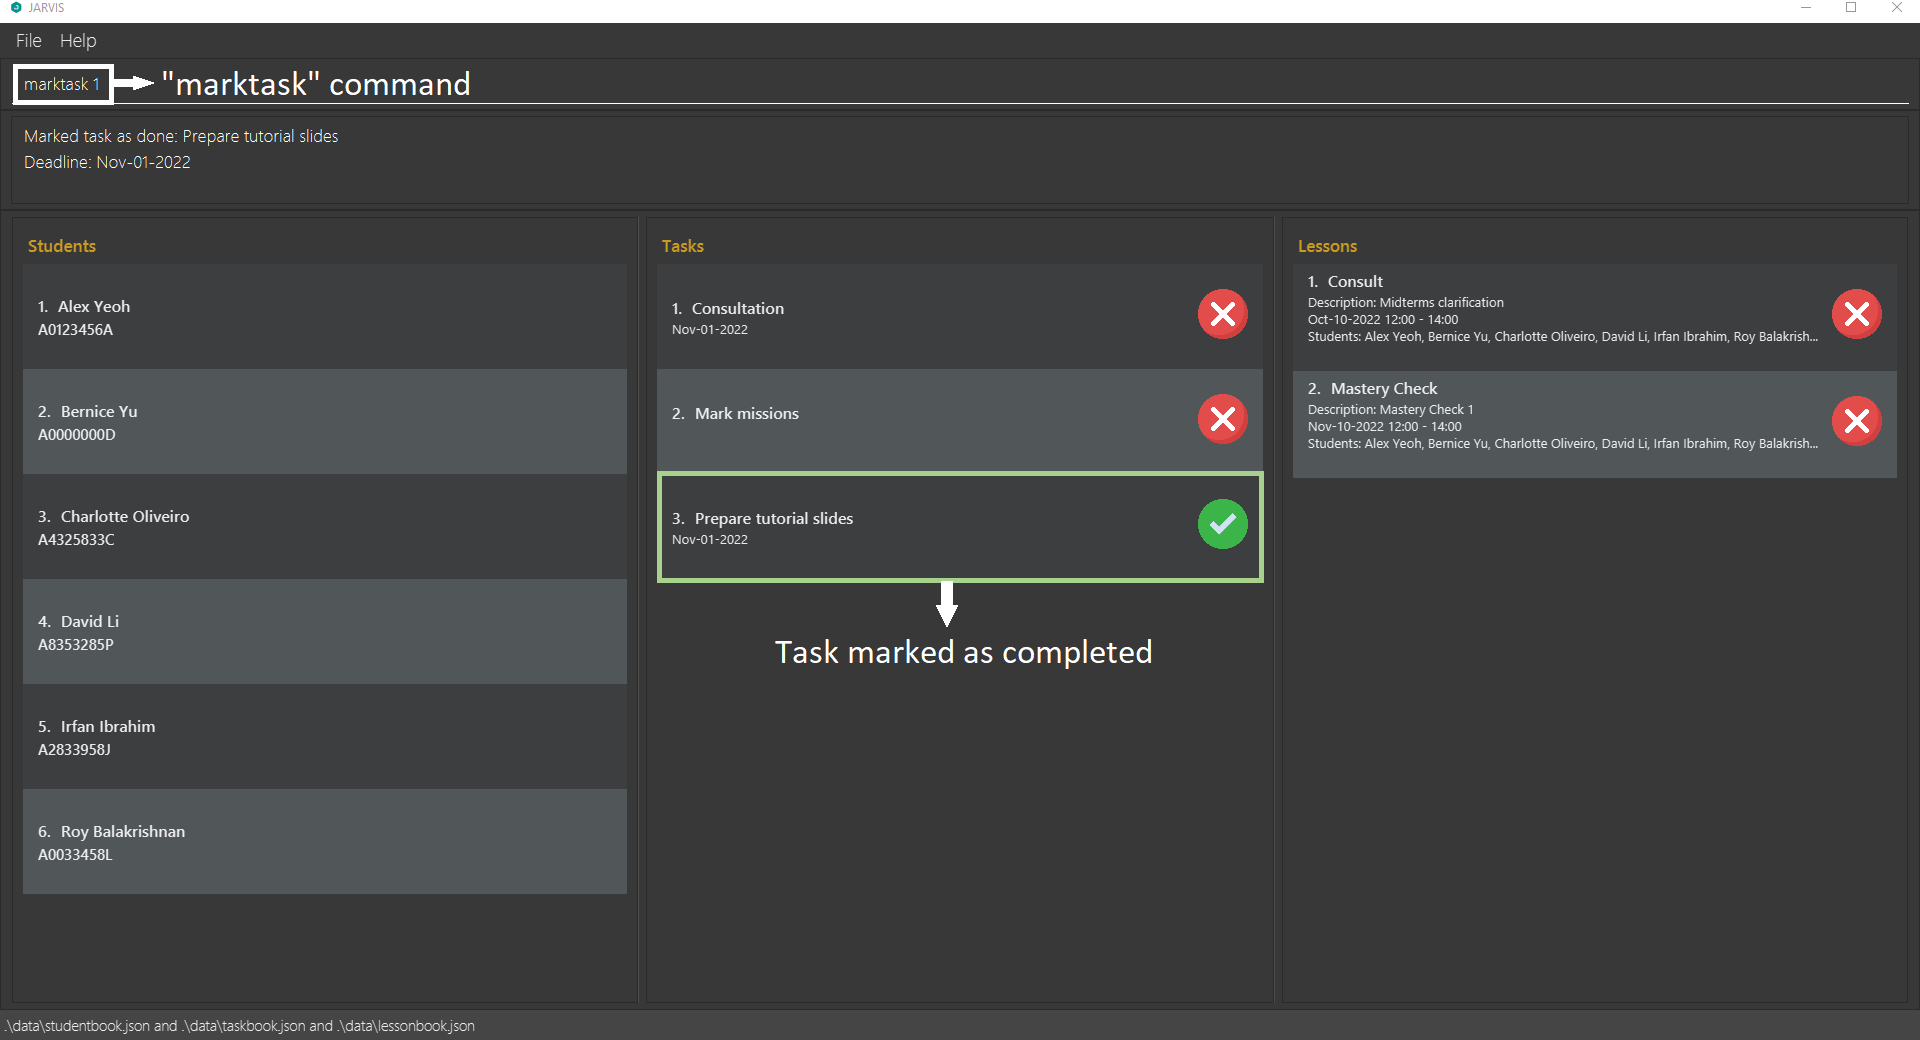 JARVIS
File Help
marktask 1
"marktask" command
Marked task as done: Prepare tutorial slides
Deadline: Nov-01-2022
Students
1. Alex Yeoh
A0123456A
2. Bernice Yu
A0000000D
3. Charlotte Oliveiro
A4325833C
4. David Li
A8353285P
5. Irfan Ibrahim
A2833958J
6. Roy Balakrishnan
A0033458L
Tasks
1. Consultation
Nov-01-2022
2. Mark missions
3. Prepare tutorial slides
Nov-01-2022
Task marked as completed
Lessons
1. Consult
Description: Midterms clarification
Oct-10-2022 12:00 - 14:00
Students: Alex Yeoh, Bernice Yu, Charlotte Oliveiro, David Li, Irfan Ibrahim, Roy Balakrish...
2. Mastery Check
Description: Mastery Check 1
Nov-10-2022 12:00 - 14:00
Students: Alex Yeoh, Bernice Yu, Charlotte Oliveiro, David Li, Irfan Ibrahim, Roy Balakrish...
.\data\studentbook.json and .\data\taskbook.json and .\data\lessonbook.json